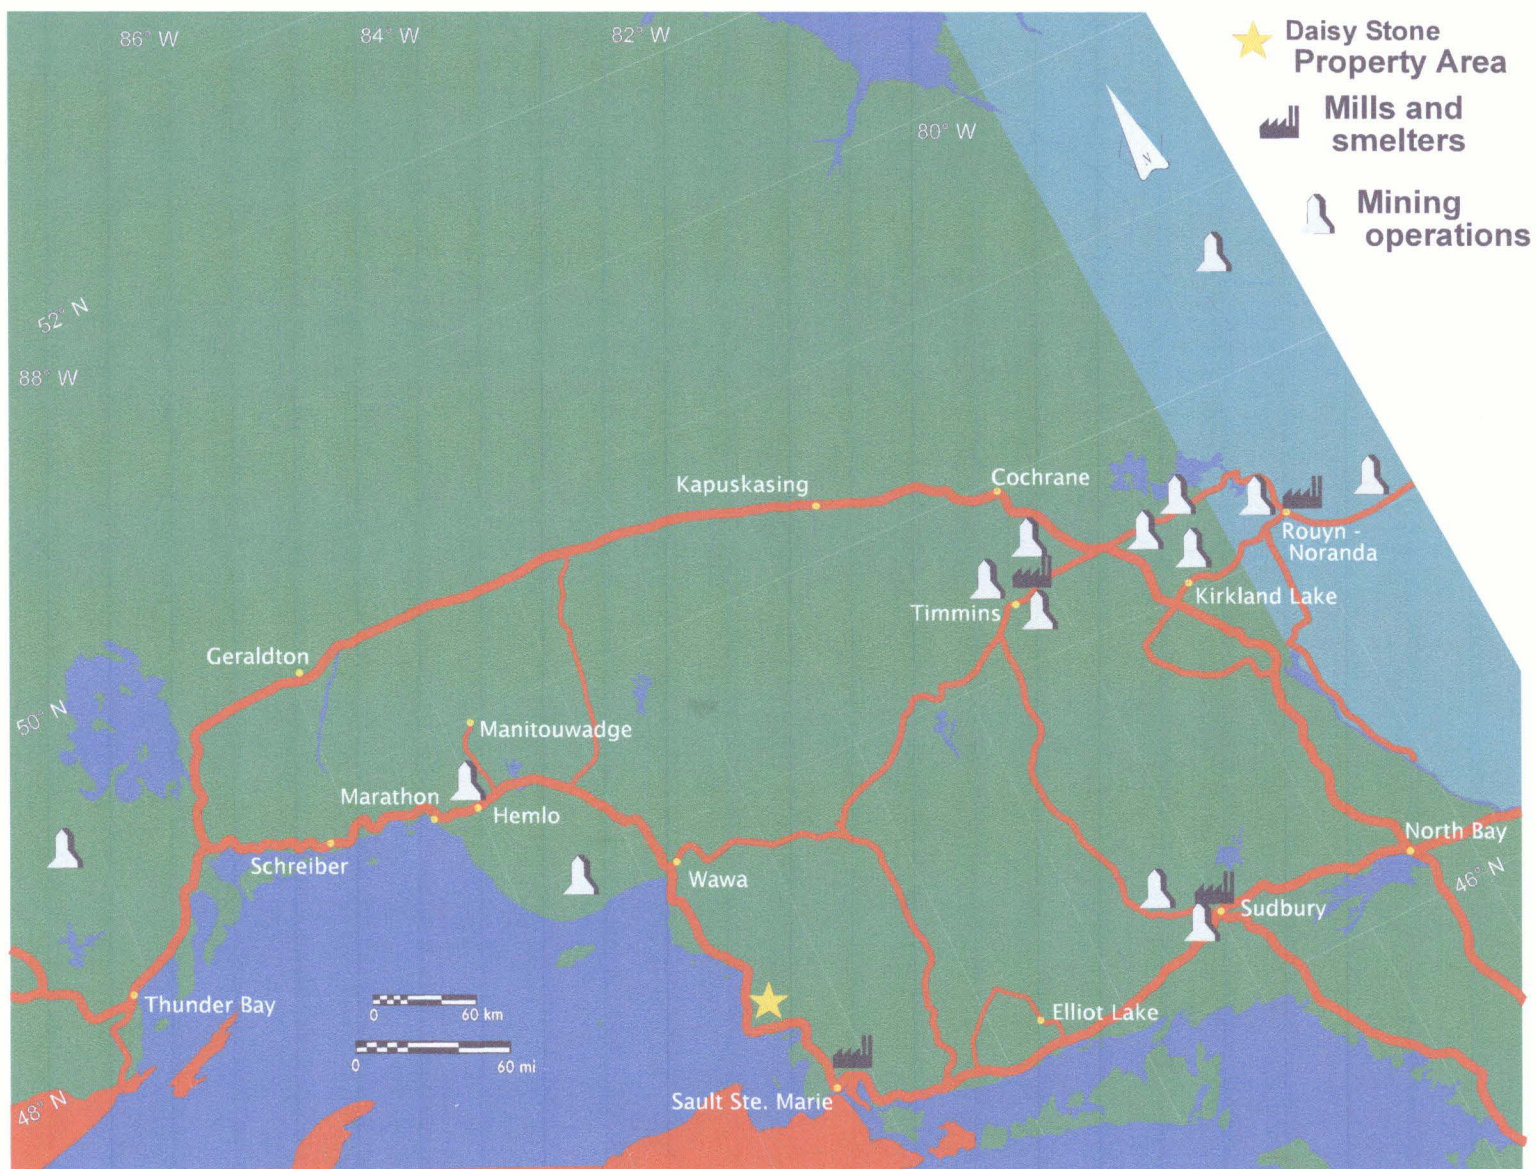 86° W
84° W
82° W
80° W
Daisy Stone
Property Area
Mills and
smelters
Mining
operations
N
52° N
88° W
Kapuskasing
Cochrane
Rouyn -
Noranda
Kirkland Lake
Timmins
Geraldton
50° N
Manitouwadge
Marathon
Hemlo
Schreiber
Wawa
North Bay
46° N
Sudbury
Thunder Bay
0 60 km
0 60 mi
Elliot Lake
Sault Ste. Marie
48° N